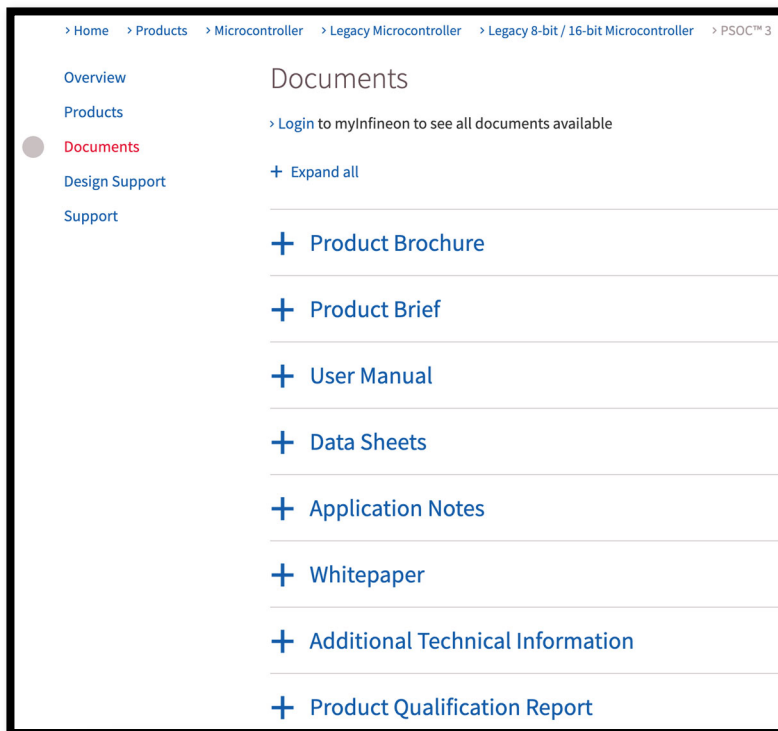 > Home > Products > Microcontroller > Legacy Microcontroller > Legacy 8-bit / 16-bit Microcontroller > PSOC™ 3
Overview
Products
Documents
Design Support
Support
Documents
> Login to myInfineon to see all documents available
+ Expand all
+ Product Brochure
+ Product Brief
+ User Manual
+ Data Sheets
+ Application Notes
+ Whitepaper
+ Additional Technical Information
+ Product Qualification Report